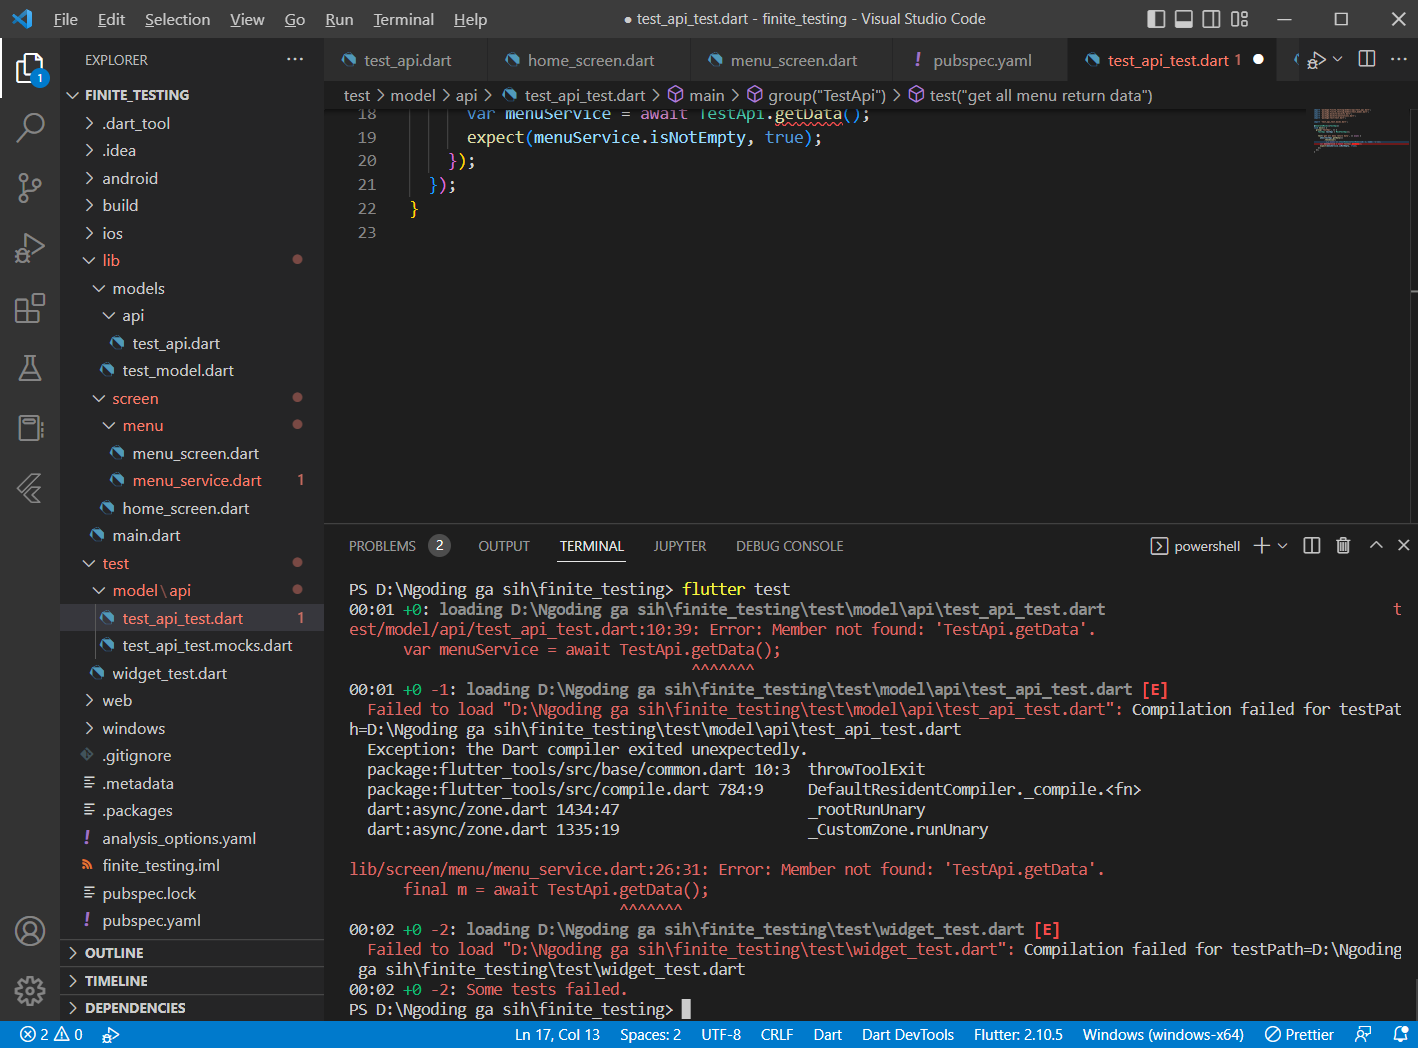 File Edit Selection View Go Run Terminal Help ● test_api_test.dart - finite_testing - Visual Studio Code
EXPLORER ···
test_api.dart home_screen.dart menu_screen.dart ! pubspec.yaml test_api_test.dart 1 ●
1
FINITE_TESTING
test > model > api > test_api_test.dart > main > group("TestApi") > test("get all menu return data")
.dart_tool
.idea
android
build
ios
lib
models
api
test_api.dart
test_model.dart
screen
menu
menu_screen.dart
menu_service.dart 1
home_screen.dart
main.dart
test
model\api
test_api_test.dart 1
test_api_test.mocks.dart
widget_test.dart
web
windows
.gitignore
.metadata
.packages
! analysis_options.yaml
finite_testing.iml
pubspec.lock
! pubspec.yaml
OUTLINE
TIMELINE
DEPENDENCIES
18 var menuService = await TestApi.getData();
19 expect(menuService.isNotEmpty, true);
20 });
21 });
22 }
23
PROBLEMS 2 OUTPUT TERMINAL JUPYTER DEBUG CONSOLE powershell
PS D:\Ngoding ga sih\finite_testing> flutter test
00:01 +0: loading D:\Ngoding ga sih\finite_testing\test\model\api\test_api_test.dart t
est/model/api/test_api_test.dart:10:39: Error: Member not found: 'TestApi.getData'.
var menuService = await TestApi.getData();
^^^^^^^
00:01 +0 -1: loading D:\Ngoding ga sih\finite_testing\test\model\api\test_api_test.dart [E]
Failed to load "D:\Ngoding ga sih\finite_testing\test\model\api\test_api_test.dart": Compilation failed for testPat
h=D:\Ngoding ga sih\finite_testing\test\model\api\test_api_test.dart
Exception: the Dart compiler exited unexpectedly.
package:flutter_tools/src/base/common.dart 10:3 throwToolExit
package:flutter_tools/src/compile.dart 784:9 DefaultResidentCompiler._compile.<fn>
dart:async/zone.dart 1434:47 _rootRunUnary
dart:async/zone.dart 1335:19 _CustomZone.runUnary
lib/screen/menu/menu_service.dart:26:31: Error: Member not found: 'TestApi.getData'.
final m = await TestApi.getData();
^^^^^^^
00:02 +0 -2: loading D:\Ngoding ga sih\finite_testing\test\widget_test.dart [E]
Failed to load "D:\Ngoding ga sih\finite_testing\test\widget_test.dart": Compilation failed for testPath=D:\Ngoding
ga sih\finite_testing\test\widget_test.dart
00:02 +0 -2: Some tests failed.
PS D:\Ngoding ga sih\finite_testing>
2 0 Ln 17, Col 13 Spaces: 2 UTF-8 CRLF Dart Dart DevTools Flutter: 2.10.5 Windows (windows-x64) Prettier